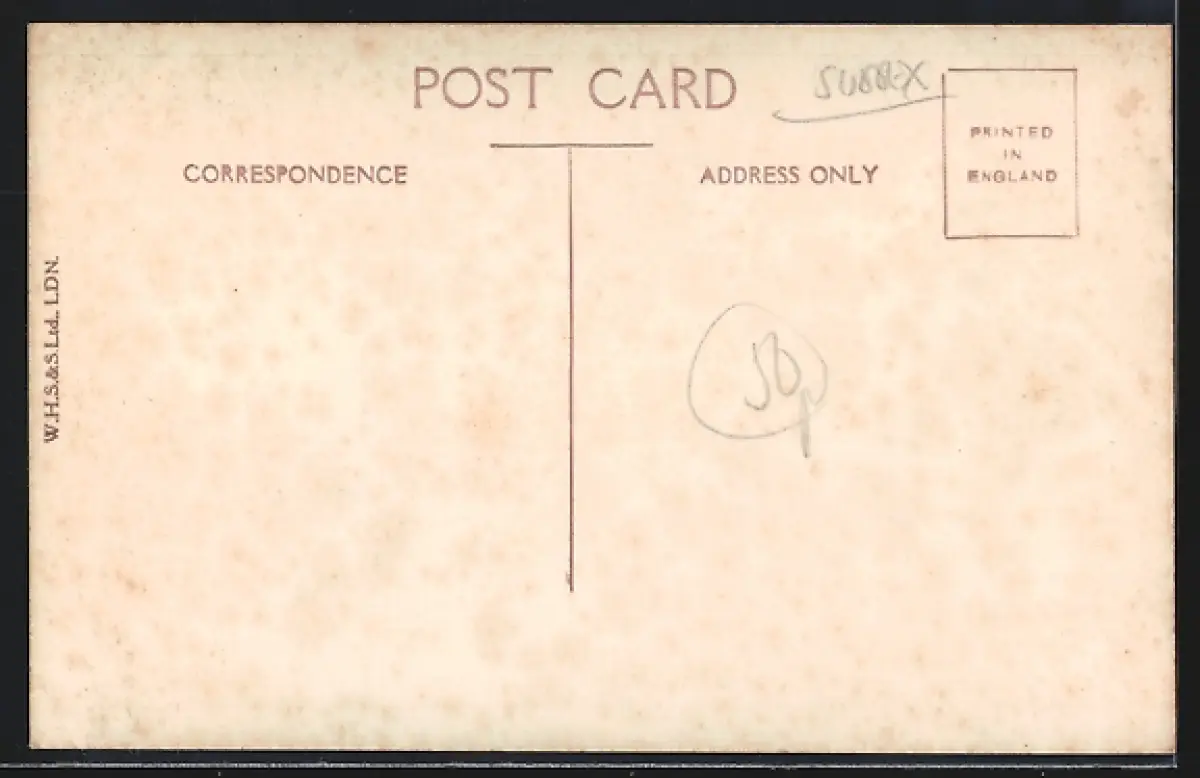 POST CARD
SUSSEX
PRINTED
IN
ENGLAND
CORRESPONDENCE
ADDRESS ONLY
W.H.S.&S.Ltd., LDN.
50p